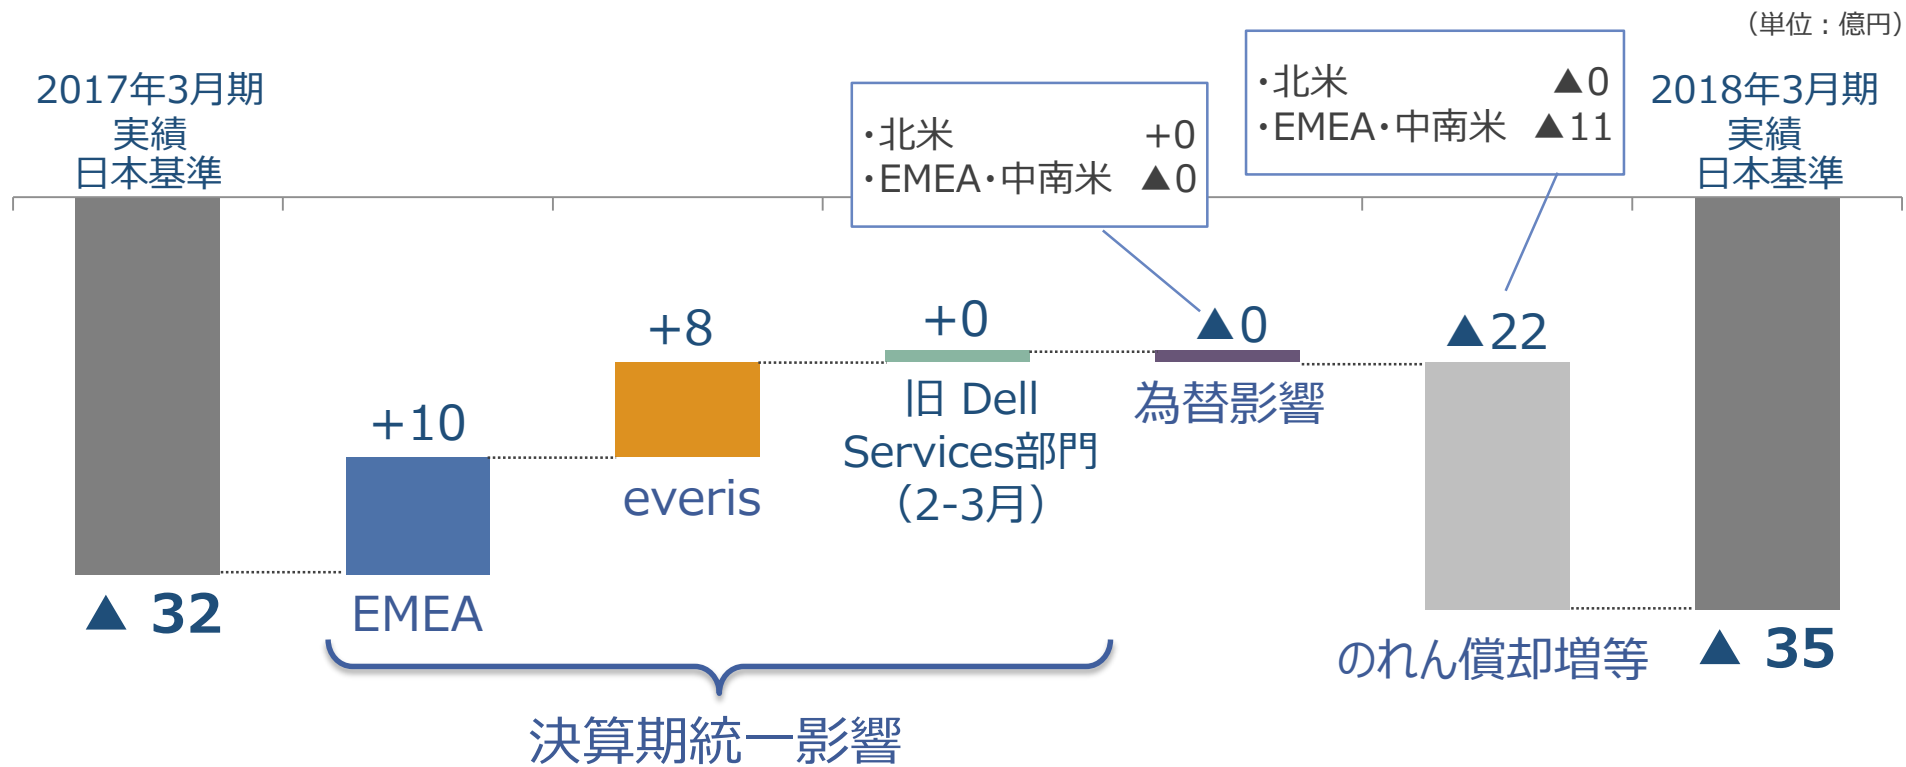 （単位：億円）
2017年3月期
実績
日本基準
・北米 +0
・EMEA・中南米 ▲0
・北米 ▲0
・EMEA・中南米 ▲11
2018年3月期
実績
日本基準
▲ 32
+10
EMEA
+8
everis
+0
旧 Dell
Services部門
（2-3月）
▲0
為替影響
▲22
のれん償却増等
▲ 35
決算期統一影響